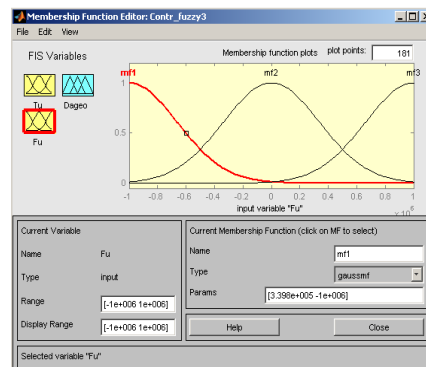 Membership Function Editor: Contr_fuzzy3
File Edit View
FIS Variables
Membership function plots plot points: 181
Tu Dageo
Fu
mf1 mf2 mf3
1
0.5
0
-1 -0.8 -0.6 -0.4 -0.2 0 0.2 0.4 0.6 0.8 1
input variable "Fu"
x 10^6
Current Variable
Name Fu
Type input
Range [-1e+006 1e+006]
Display Range [-1e+006 1e+006]
Current Membership Function (click on MF to select)
Name mf1
Type gaussmf
Params [3.398e+005 -1e+006]
Help Close
Selected variable "Fu"